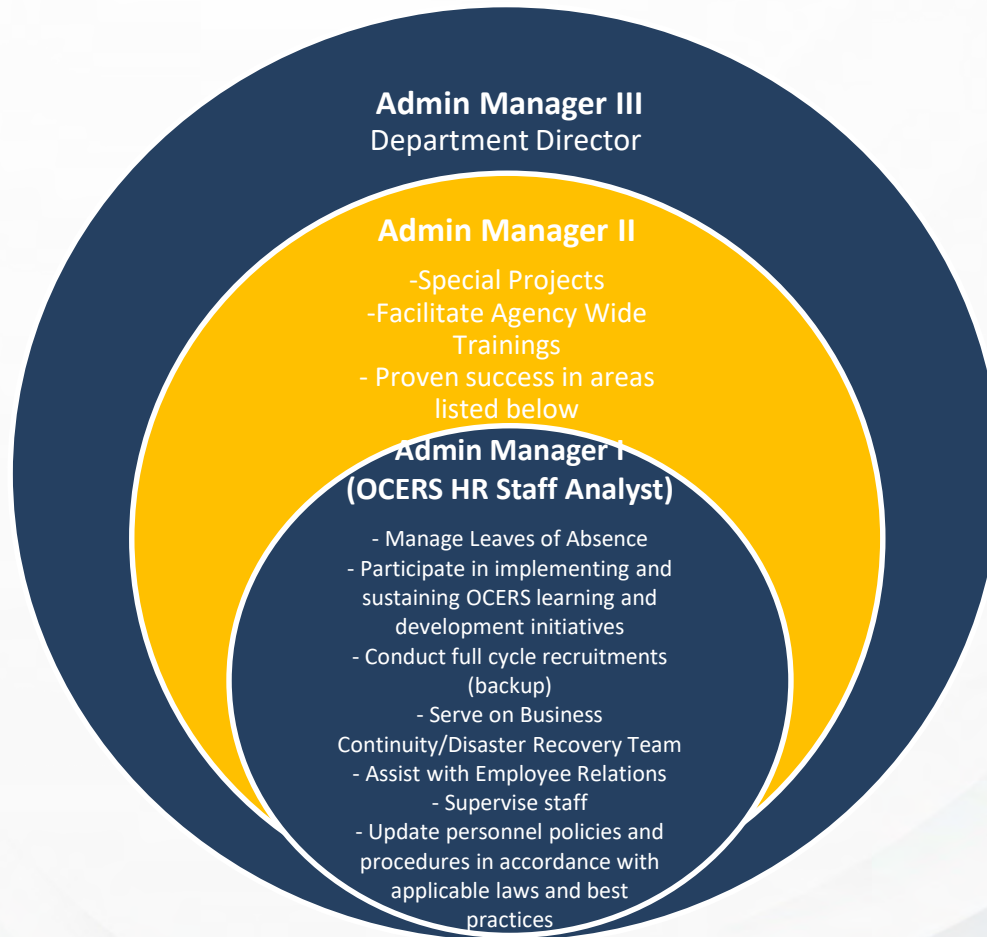 Admin Manager III
Department Director
Admin Manager II
-Special Projects
-Facilitate Agency Wide
Trainings
- Proven success in areas
listed below
Admin Manager I
(OCERS HR Staff Analyst)
- Manage Leaves of Absence
- Participate in implementing and
sustaining OCERS learning and
development initiatives
- Conduct full cycle recruitments
(backup)
- Serve on Business
Continuity/Disaster Recovery Team
- Assist with Employee Relations
- Supervise staff
- Update personnel policies and
procedures in accordance with
applicable laws and best
practices